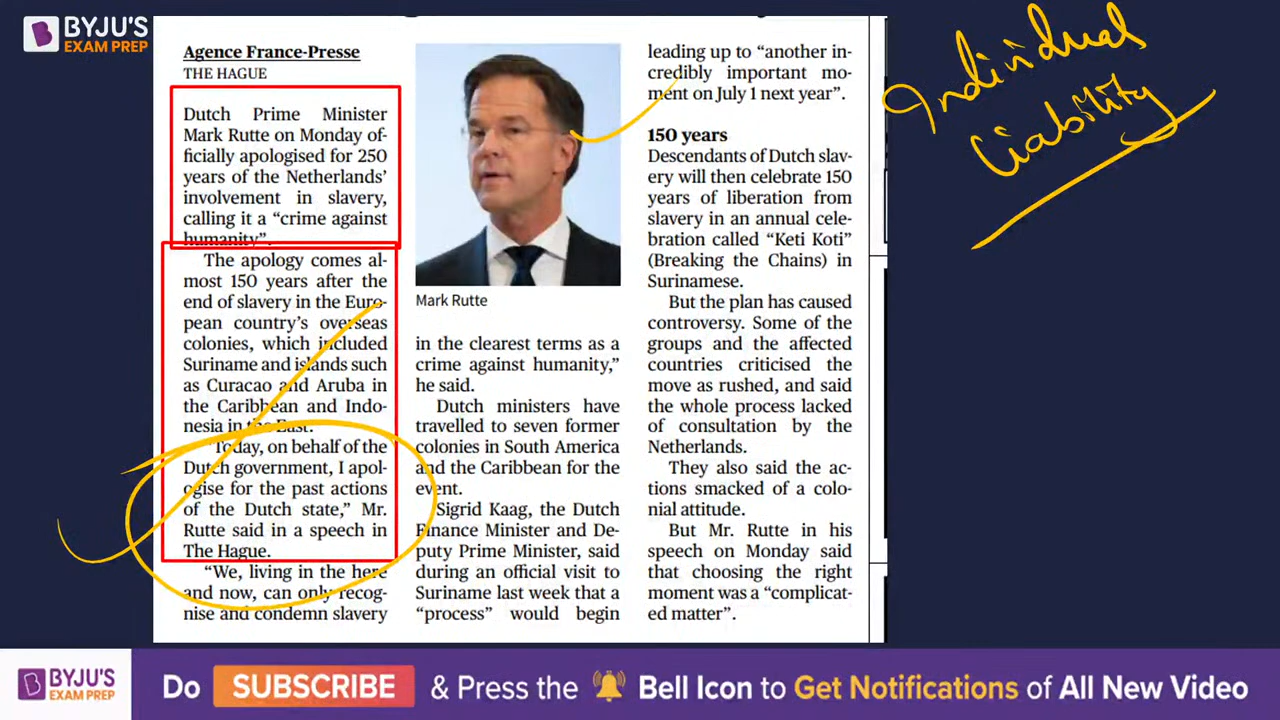 BYJU'S
EXAM PREP
Agence France-Presse
THE HAGUE
Dutch Prime Minister
Mark Rutte on Monday of-
ficially apologised for 250
years of the Netherlands'
involvement in slavery,
calling it a “crime against
humanity”.
The apology comes al-
most 150 years after the
end of slavery in the Euro-
pean country's overseas
colonies, which included
Suriname and islands such
as Curacao and Aruba in
the Caribbean and Indo-
nesia in the East.
“Today, on behalf of the
Dutch government, I apol-
ogise for the past actions
of the Dutch state,” Mr.
Rutte said in a speech in
The Hague.
“We, living in the here
and now, can only recog-
nise and condemn slavery
Mark Rutte
in the clearest terms as a
crime against humanity,”
he said.
Dutch ministers have
travelled to seven former
colonies in South America
and the Caribbean for the
event.
Sigrid Kaag, the Dutch
Finance Minister and De-
puty Prime Minister, said
during an official visit to
Suriname last week that a
“process” would begin
leading up to “another in-
credibly important mo-
ment on July 1 next year”.
150 years
Descendants of Dutch slav-
ery will then celebrate 150
years of liberation from
slavery in an annual cele-
bration called “Keti Koti”
(Breaking the Chains) in
Surinamese.
But the plan has caused
controversy. Some of the
groups and the affected
countries criticised the
move as rushed, and said
the whole process lacked
of consultation by the
Netherlands.
They also said the ac-
tions smacked of a colo-
nial attitude.
But Mr. Rutte in his
speech on Monday said
that choosing the right
moment was a “complicat-
ed matter”.
Individual
Liability
BYJU'S
EXAM PREP
Do SUBSCRIBE & Press the Bell Icon to Get Notifications of All New Video